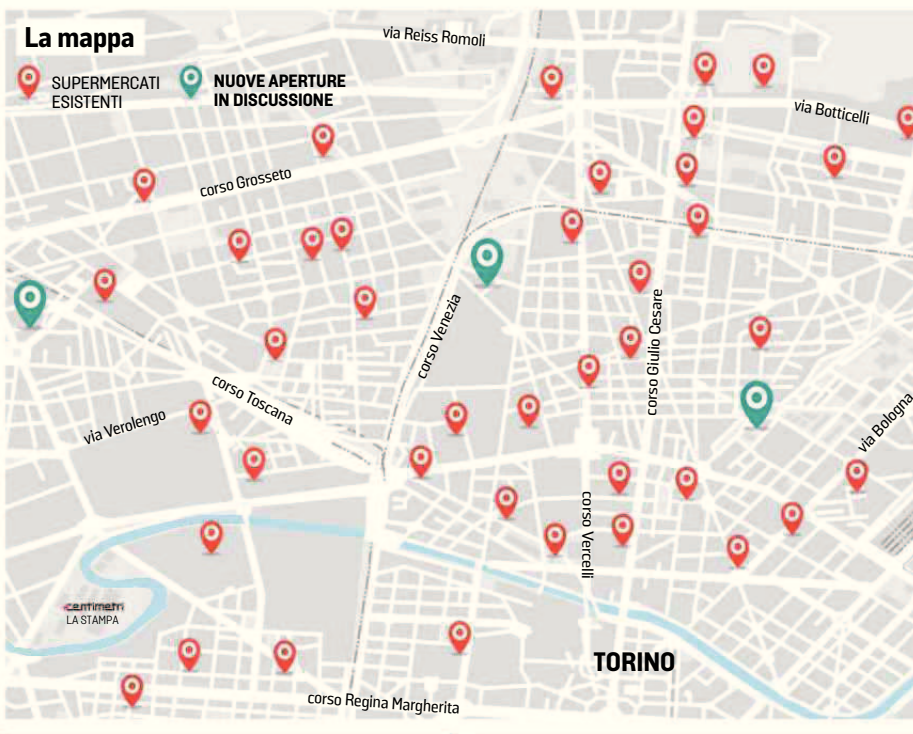 La mappa
SUPERMERCATI
ESISTENTI
NUOVE APERTURE
IN DISCUSSIONE
via Reiss Romoli
via Botticelli
corso Grosseto
corso Venezia
corso Giulio Cesare
corso Toscana
via Verolengo
via Bologna
corso Vercelli
centimetri
LA STAMPA
TORINO
corso Regina Margherita